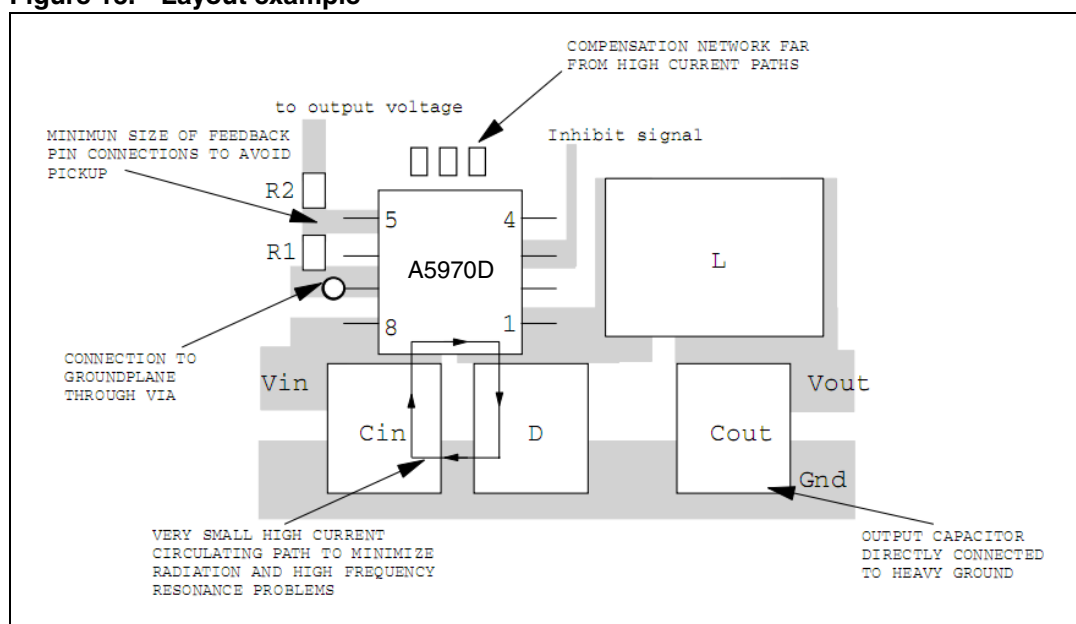 Figure Layout example
COMPENSATION NETWORK FAR
FROM HIGH CURRENT PATHS
to output voltage
MINIMUN SIZE OF FEEDBACK
PIN CONNECTIONS TO AVOID
PICKUP
Inhibit signal
R2
R1
5
4
A5970D
8
1
L
CONNECTION TO
GROUNDPLANE
THROUGH VIA
Vin
Vout
Cin
D
Cout
Gnd
VERY SMALL HIGH CURRENT
CIRCULATING PATH TO MINIMIZE
RADIATION AND HIGH FREQUENCY
RESONANCE PROBLEMS
OUTPUT CAPACITOR
DIRECTLY CONNECTED
TO HEAVY GROUND